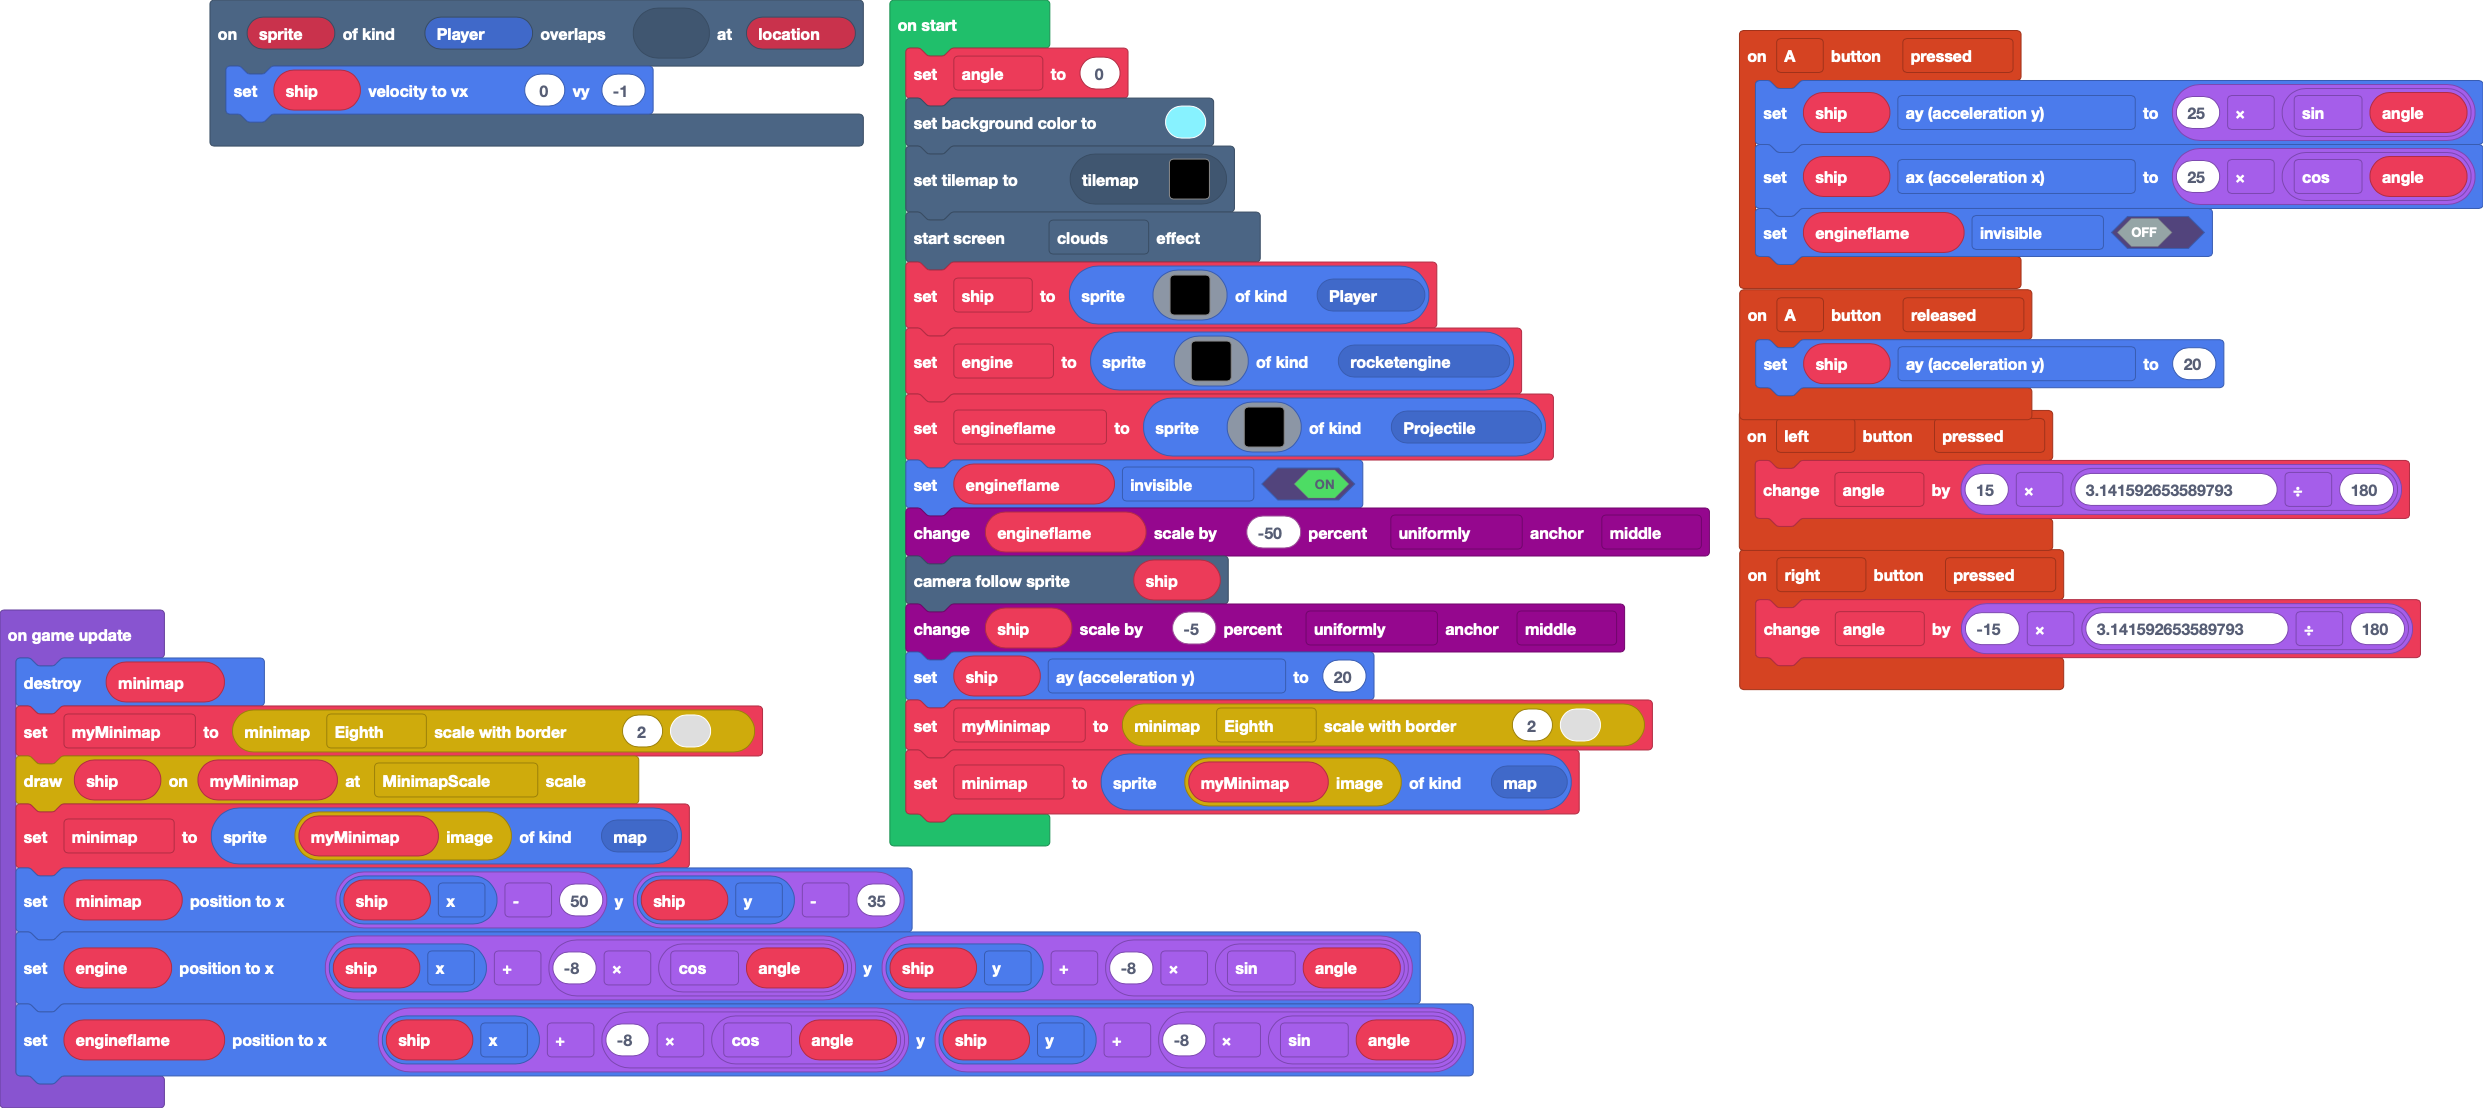 on sprite of kind Player overlaps at location
set ship velocity to vx 0 vy -1
on start
set angle to 0
set background color to
set tilemap to tilemap
start screen clouds effect
set ship to sprite of kind Player
set engine to sprite of kind rocketengine
set engineflame to sprite of kind Projectile
set engineflame invisible ON
change engineflame scale by -50 percent uniformly anchor middle
camera follow sprite ship
change ship scale by -5 percent uniformly anchor middle
set ship ay (acceleration y) to 20
set myMinimap to minimap Eighth scale with border 2
set minimap to sprite myMinimap image of kind map
on A button pressed
set ship ay (acceleration y) to 25 × sin angle
set ship ax (acceleration x) to 25 × cos angle
set engineflame invisible OFF
on A button released
set ship ay (acceleration y) to 20
on left button pressed
change angle by 15 × 3.141592653589793 ÷ 180
on right button pressed
change angle by -15 × 3.141592653589793 ÷ 180
on game update
destroy minimap
set myMinimap to minimap Eighth scale with border 2
draw ship on myMinimap at MinimapScale scale
set minimap to sprite myMinimap image of kind map
set minimap position to x ship x - 50 y ship y - 35
set engine position to x ship x + -8 × cos angle y ship y + -8 × sin angle
set engineflame position to x ship x + -8 × cos angle y ship y + -8 × sin angle